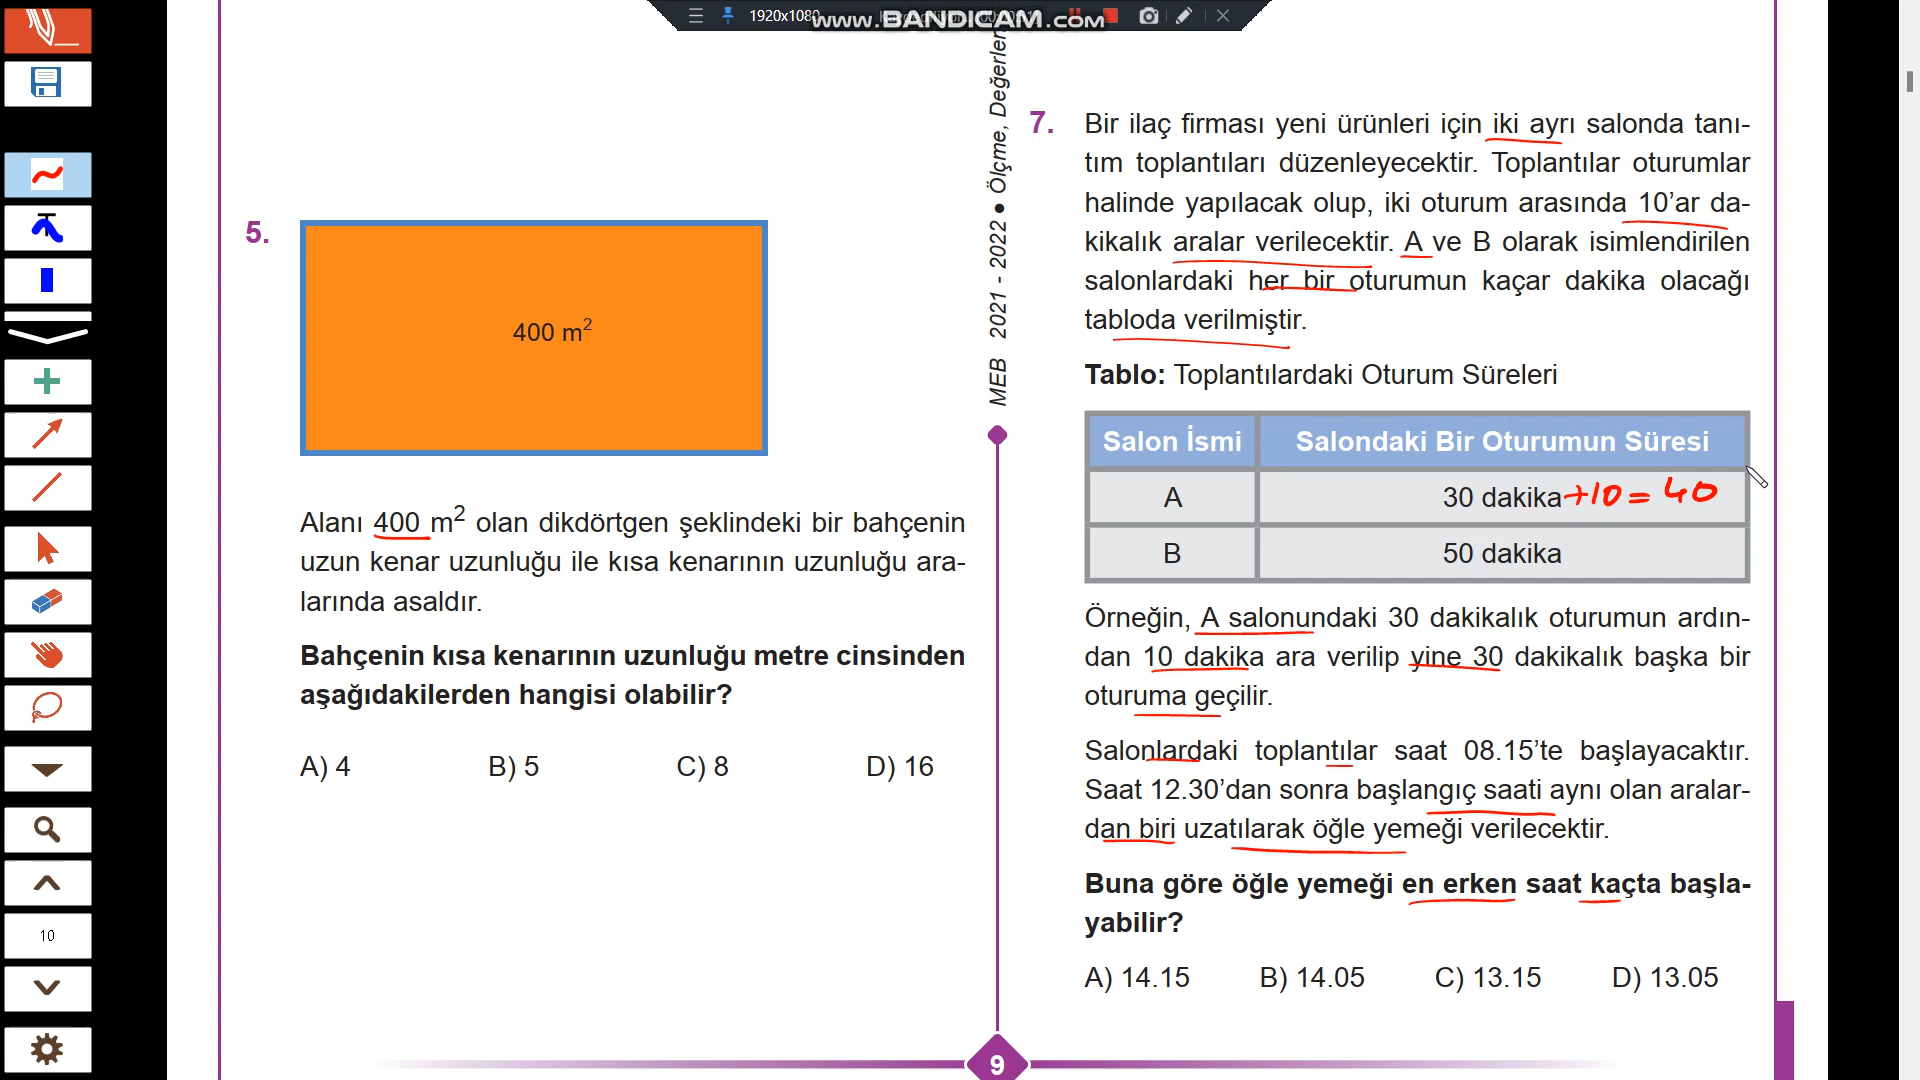 1920x1080
www.BANDICAM.com
MEB 2021 - 2022 ● Ölçme, Değerlen
5.
400 m²
Alanı 400 m² olan dikdörtgen şeklindeki bir bahçenin
uzun kenar uzunluğu ile kısa kenarının uzunluğu ara-
larında asaldır.
Bahçenin kısa kenarının uzunluğu metre cinsinden
aşağıdakilerden hangisi olabilir?
A) 4 B) 5 C) 8 D) 16
7. Bir ilaç firması yeni ürünleri için iki ayrı salonda tanı-
tım toplantıları düzenleyecektir. Toplantılar oturumlar
halinde yapılacak olup, iki oturum arasında 10’ar da-
kikalık aralar verilecektir. A ve B olarak isimlendirilen
salonlardaki her bir oturumun kaçar dakika olacağı
tabloda verilmiştir.
Tablo: Toplantılardaki Oturum Süreleri
Salon İsmi Salondaki Bir Oturumun Süresi
A 30 dakika +10 = 40
B 50 dakika
Örneğin, A salonundaki 30 dakikalık oturumun ardın-
dan 10 dakika ara verilip yine 30 dakikalık başka bir
oturuma geçilir.
Salonlardaki toplantılar saat 08.15’te başlayacaktır.
Saat 12.30’dan sonra başlangıç saati aynı olan aralar-
dan biri uzatılarak öğle yemeği verilecektir.
Buna göre öğle yemeği en erken saat kaçta başla-
yabilir?
A) 14.15 B) 14.05 C) 13.15 D) 13.05
10
9